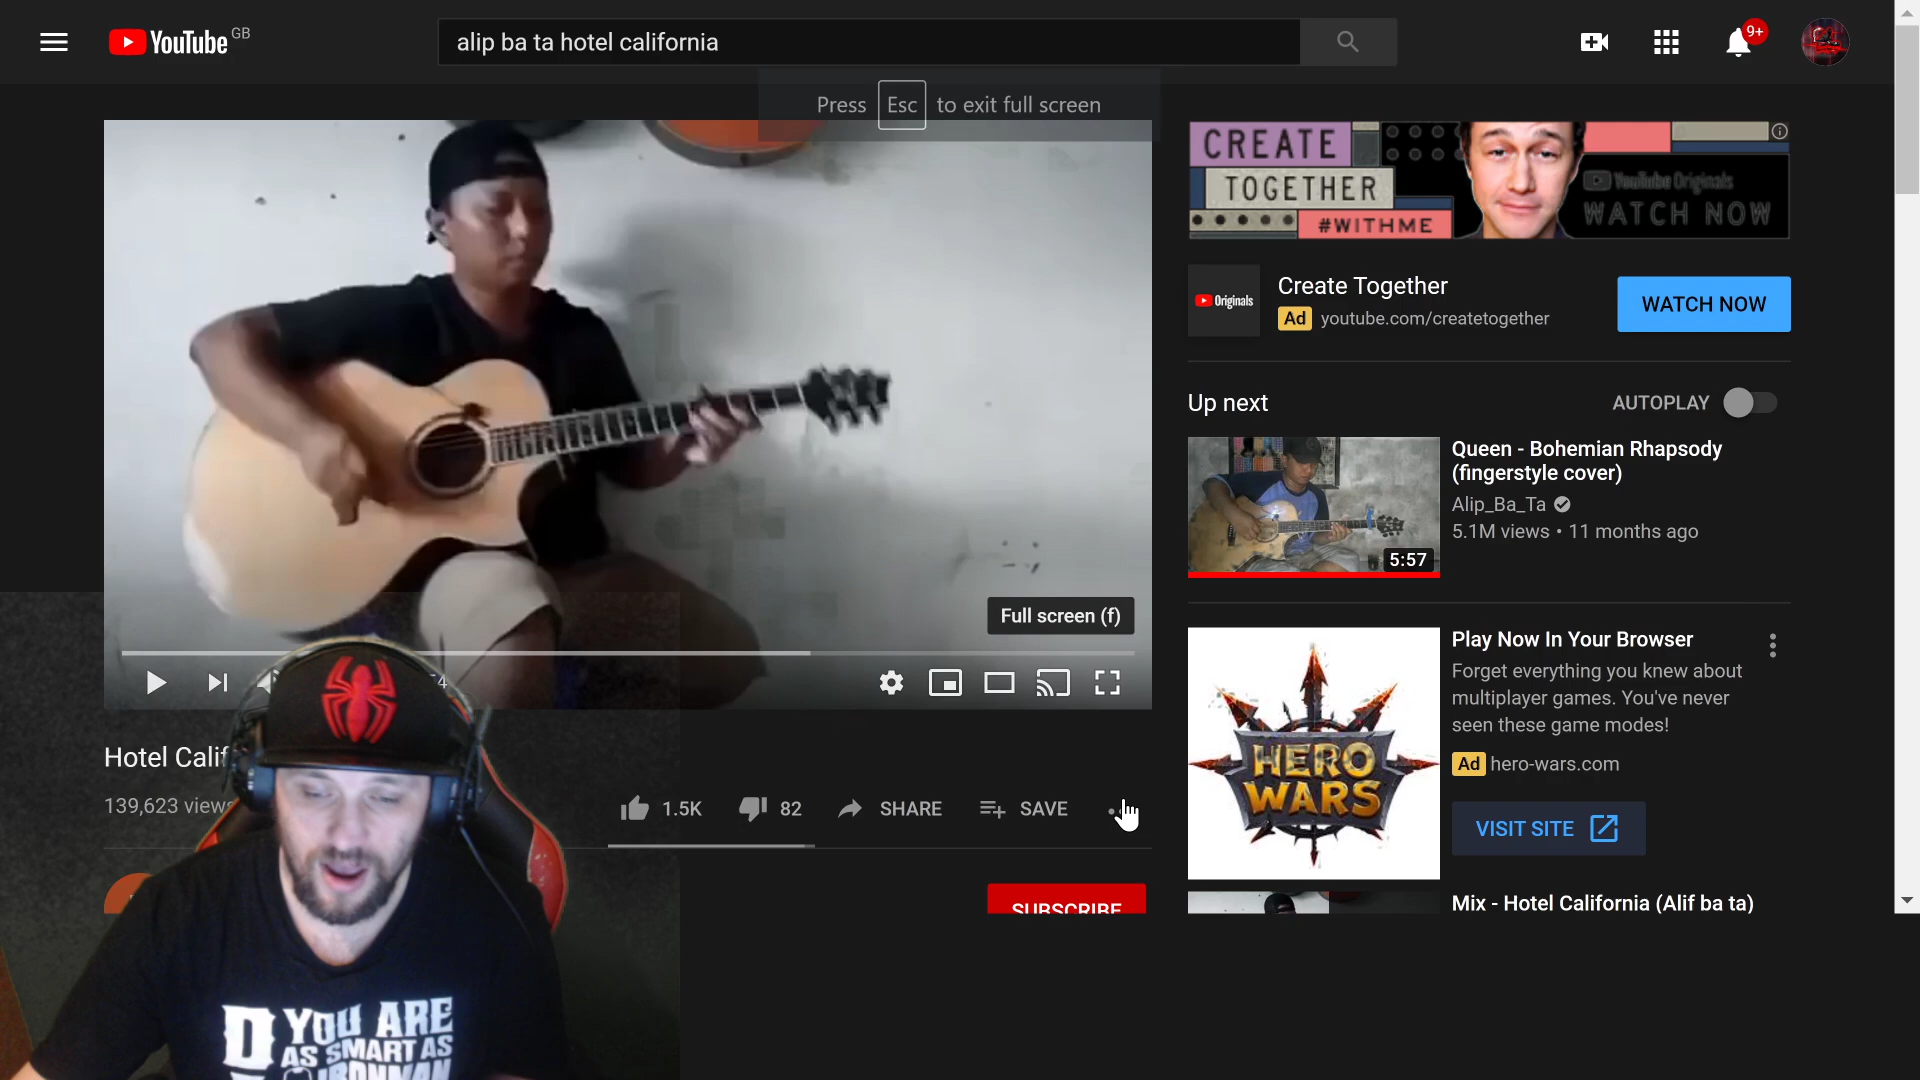 YouTube GB
alip ba ta hotel california
9+
Press Esc to exit full screen
CREATE
TOGETHER
#WITHME
YouTube Originals
WATCH NOW
Originals
Create Together
Ad youtube.com/createtogether
WATCH NOW
Up next
AUTOPLAY
5:57
Queen - Bohemian Rhapsody
(fingerstyle cover)
Alip_Ba_Ta
5.1M views • 11 months ago
Full screen (f)
HERO
WARS
Play Now In Your Browser
Forget everything you knew about
multiplayer games. You've never
seen these game modes!
Ad hero-wars.com
VISIT SITE
Hotel Calif
139,623 views
1.5K
82
SHARE
SAVE
SUBSCRIBE
Mix - Hotel California (Alif ba ta)
YOU ARE
AS SMART AS
IRONMAN